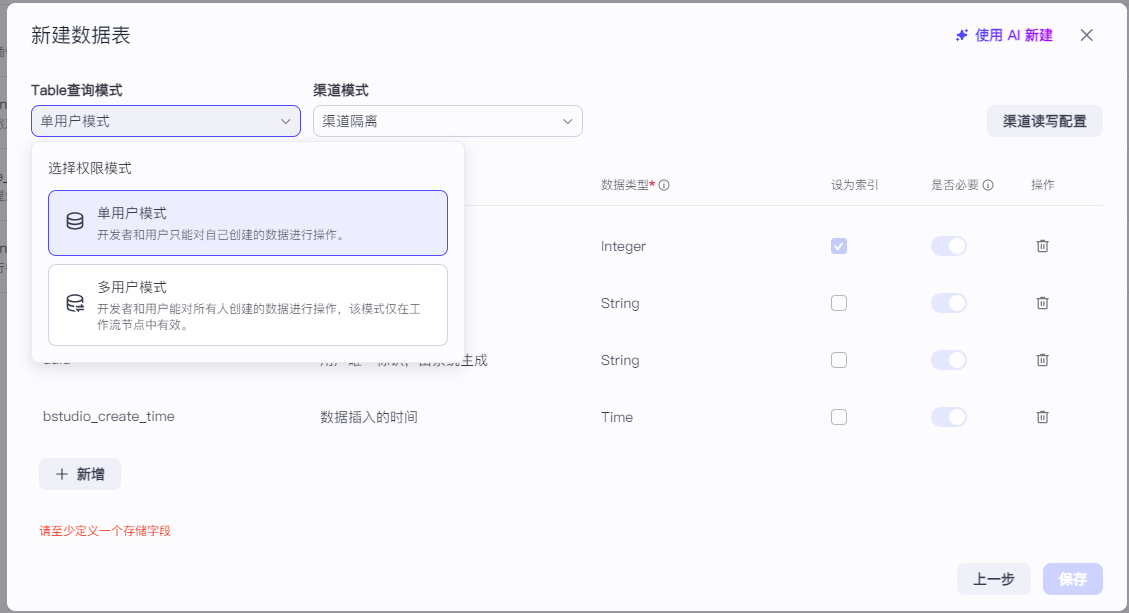 新建数据表
使用 AI 新建
Table查询模式
渠道模式
单用户模式
渠道隔离
渠道读写配置
选择权限模式
数据类型*
设为索引
是否必要
操作
单用户模式
开发者和用户只能对自己创建的数据进行操作。
Integer
多用户模式
开发者和用户能对所有人创建的数据进行操作，该模式仅在工
作流节点中有效。
String
生成
String
bstudio_create_time
数据插入的时间
Time
新增
请至少定义一个存储字段
上一步
保存